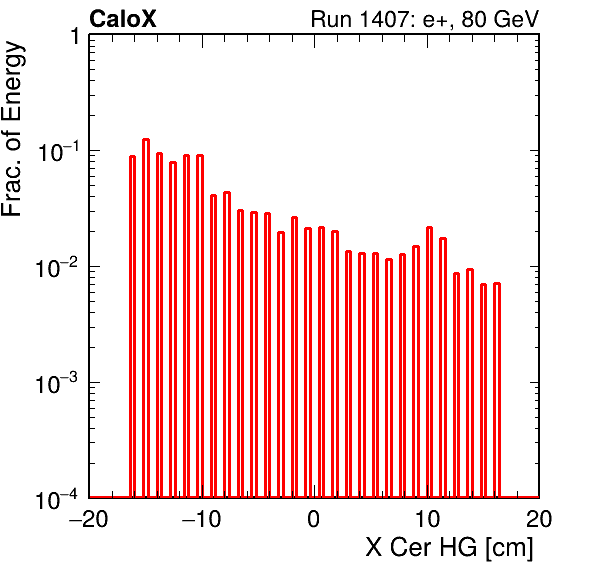 CaloX Run 1407: e+, 80 GeV
Frac. of Energy
1
10⁻¹
10⁻²
10⁻³
10⁻⁴
−20 −10 0 10 20
X Cer HG [cm]